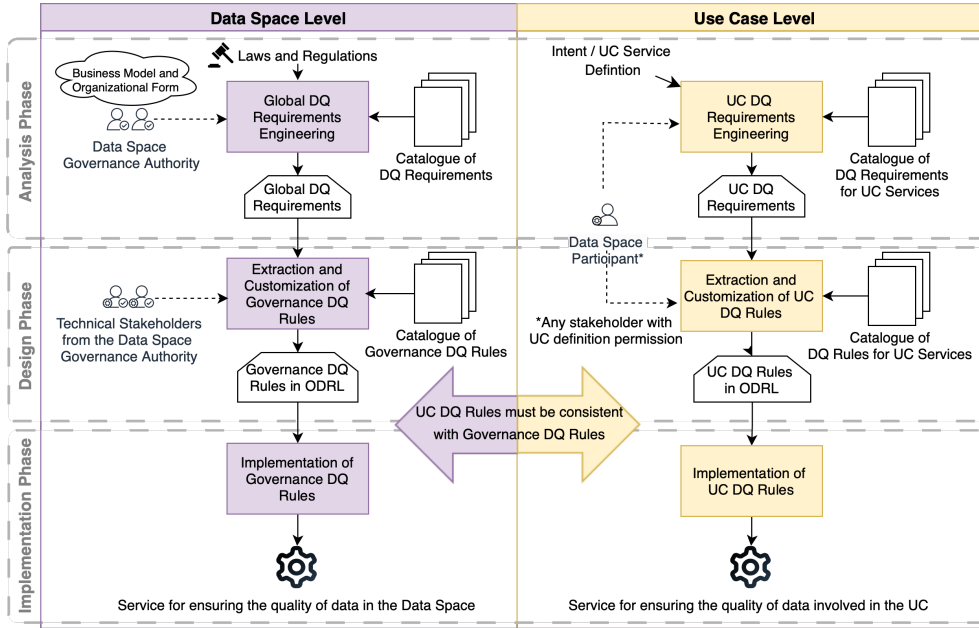 Data Space Level
Use Case Level
Analysis Phase
Business Model and
Organizational Form
Laws and Regulations
Data Space
Governance Authority
Global DQ
Requirements
Engineering
Catalogue of
DQ Requirements
Global DQ
Requirements
Intent / UC Service
Defintion
UC DQ
Requirements
Engineering
Catalogue of
DQ Requirements
for UC Services
UC DQ
Requirements
Data Space
Participant*
Design Phase
Technical Stakeholders
from the Data Space
Governance Authority
Extraction and
Customization of
Governance DQ
Rules
Catalogue of
Governance DQ Rules
Governance DQ
Rules in ODRL
*Any stakeholder with
UC definition permission
Extraction and
Customization of UC
DQ Rules
Catalogue of
DQ Rules for UC Services
UC DQ Rules
in ODRL
UC DQ Rules must be consistent
with Governance DQ Rules
Implementation Phase
Implementation of
Governance DQ
Rules
Service for ensuring the quality of data in the Data Space
Implementation of
UC DQ Rules
Service for ensuring the quality of data involved in the UC